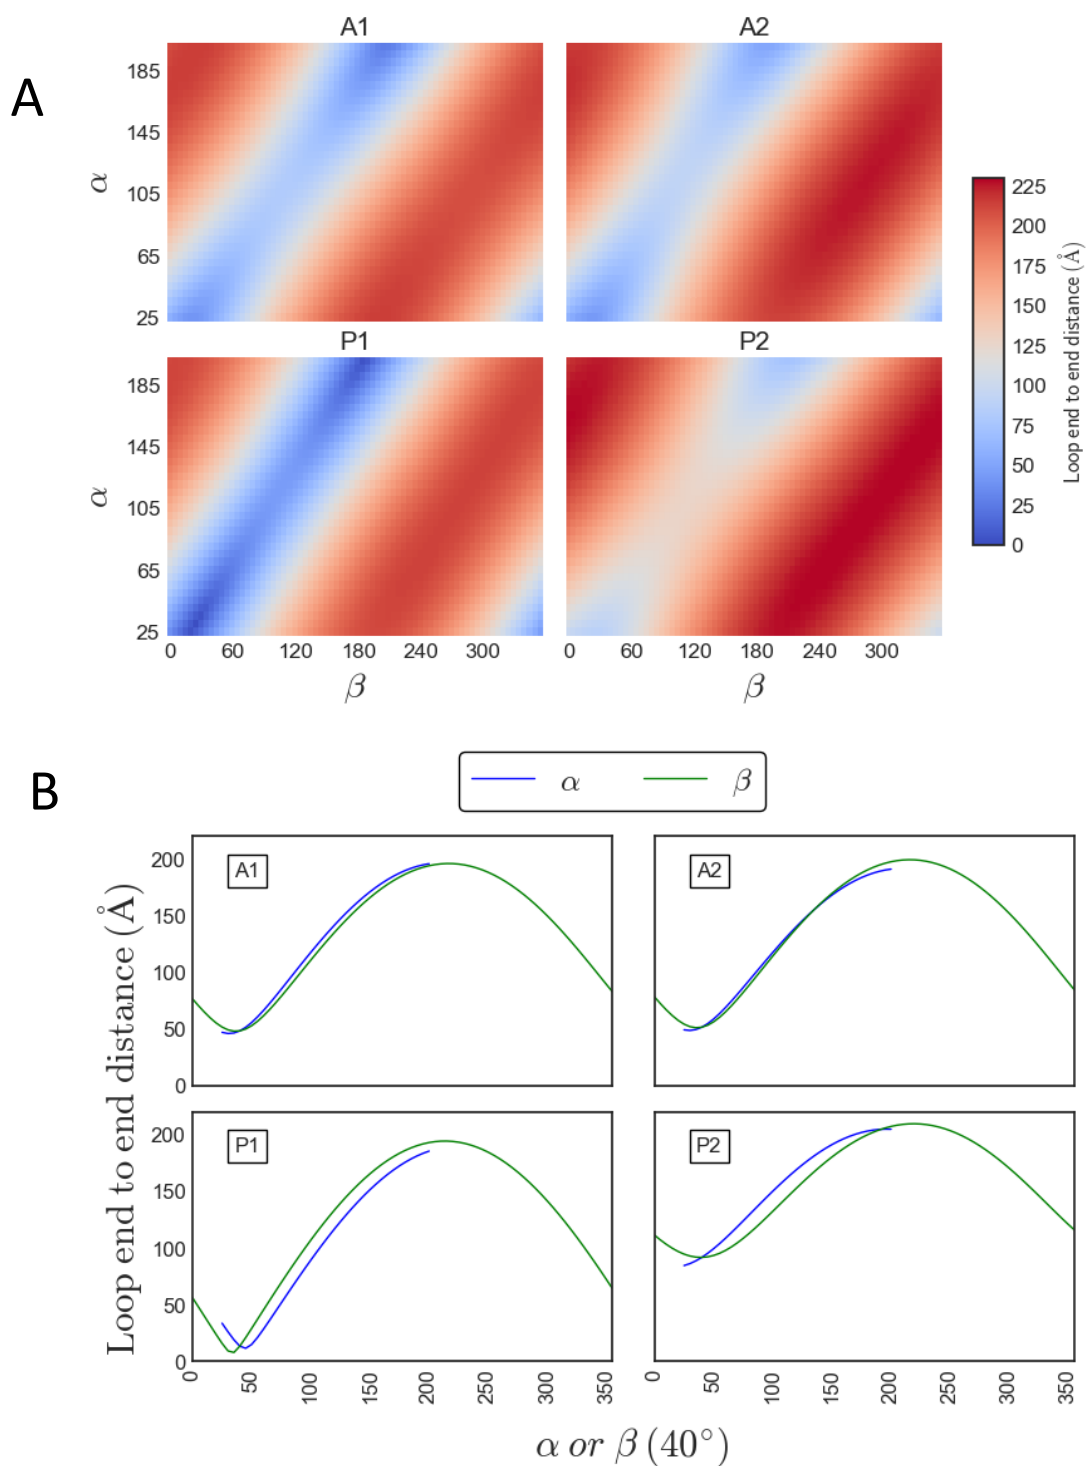 A
A1
A2
α
185
145
105
65
25
P1
P2
α
185
145
105
65
25
0 60 120 180 240 300
0 60 120 180 240 300
β
β
225
200
175
150
125
100
75
50
25
0
Loop end to end distance (Å)
B
α β
A1
A2
200
150
100
50
0
P1
P2
200
150
100
50
0
Loop end to end distance (Å)
0 50 100 150 200 250 300 350
0 50 100 150 200 250 300 350
α or β (40°)